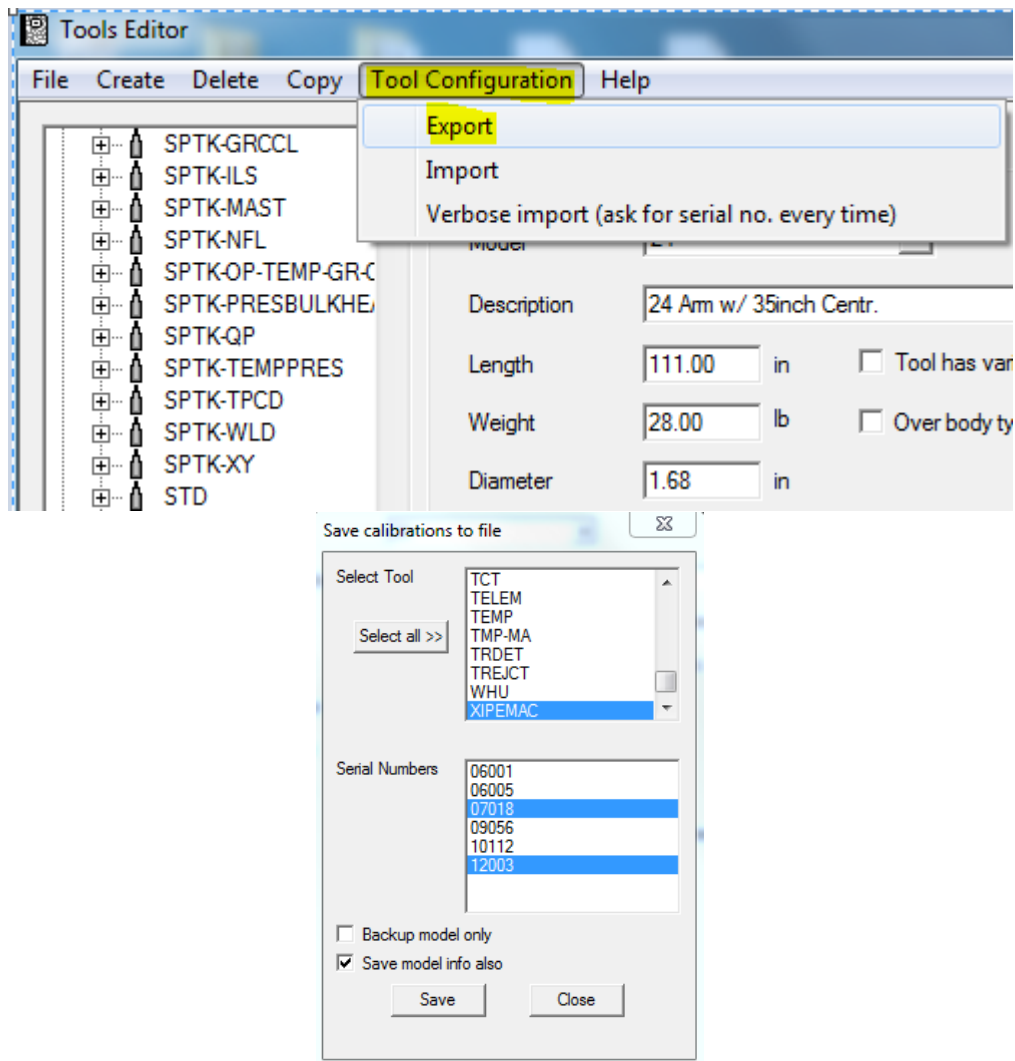 Tools Editor
File Create Delete Copy Tool Configuration Help
Export
Import
Verbose import (ask for serial no. every time)
SPTK-GRCCL
SPTK-ILS
SPTK-MAST
SPTK-NFL
SPTK-OP-TEMP-GR-C
SPTK-PRESBULKHEA
SPTK-QP
SPTK-TEMPPRES
SPTK-TPCD
SPTK-WLD
SPTK-XY
STD
Model 24
Description 24 Arm w/ 35inch Centr.
Length 111.00 in Tool has vari
Weight 28.00 lb Over body ty
Diameter 1.68 in
Save calibrations to file
Select Tool
Select all >>
TCT
TELEM
TEMP
TMP-MA
TRDET
TREJCT
WHU
XIPEMAC
Serial Numbers
06001
06005
07018
09056
10112
12003
Backup model only
Save model info also
Save Close